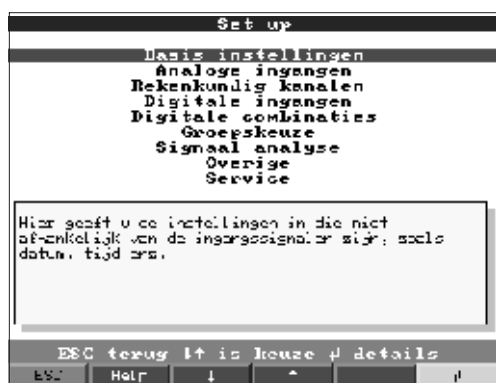 Set up
Basis instellingen
Analoge ingangen
Rekenkundig kanalen
Digitale ingangen
Digitale combinaties
Groepskeuze
Signaal analyse
Overige
Service
Hier geeft u de instellingen in die niet
afhankelijk van de ingangssignalen zijn, zoals
datum, tijd enz.
ESC terug ↓↑ is keuze ↵ details
ESC Help ↓ ↑ ↵